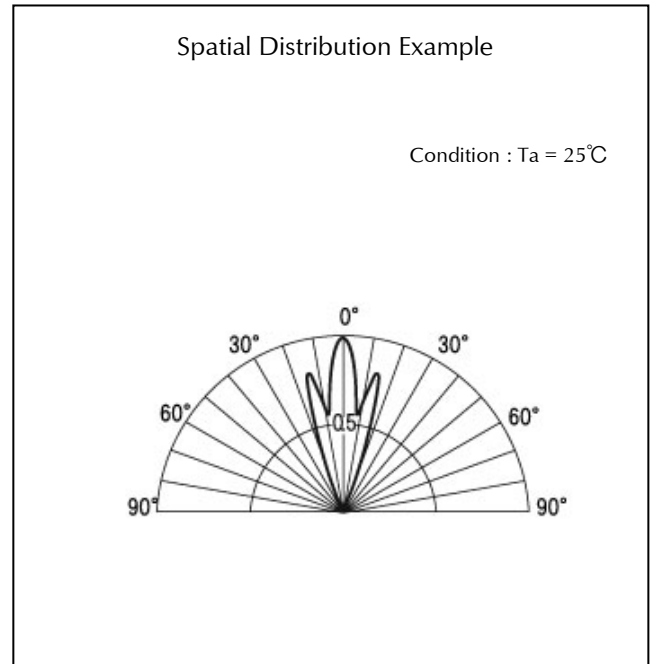 Spatial Distribution Example
Condition : Ta = 25℃
0°
30° 30°
60° 60°
0.5
90° 90°